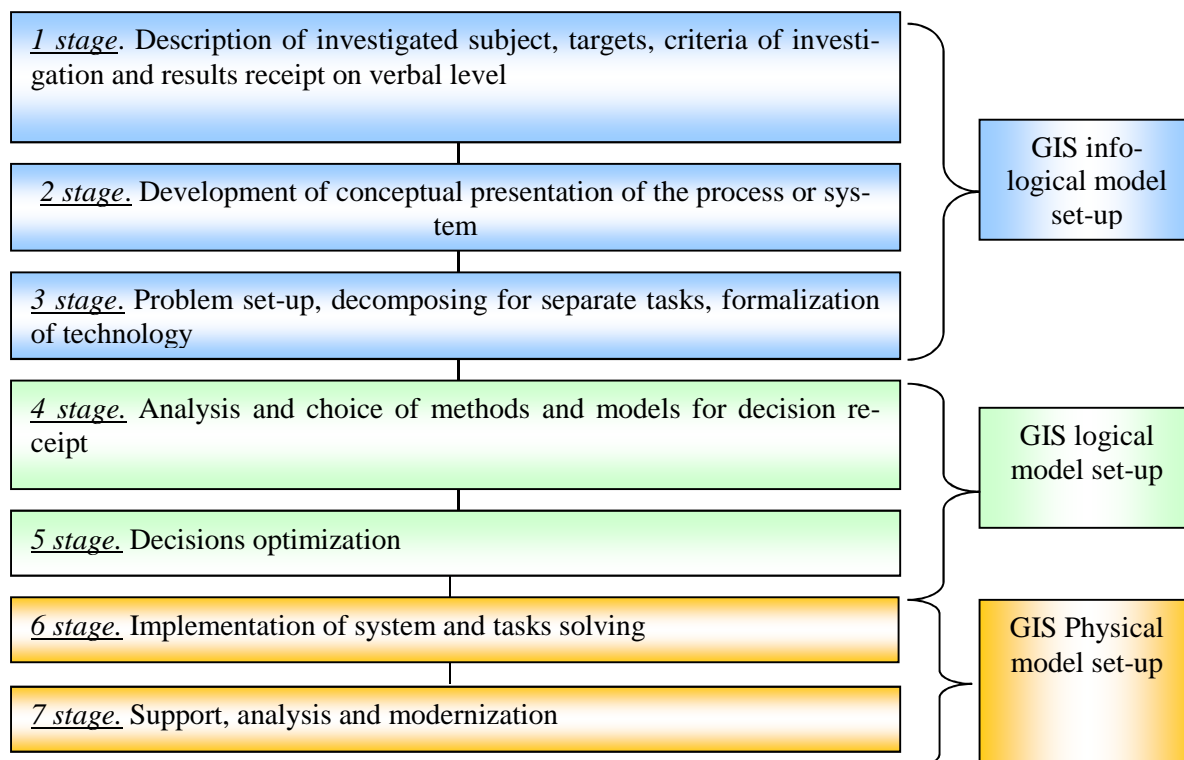 1 stage. Description of investigated subject, targets, criteria of investi-
gation and results receipt on verbal level
GIS info-
logical model
set-up
2 stage. Development of conceptual presentation of the process or sys-
tem
3 stage. Problem set-up, decomposing for separate tasks, formalization
of technology
4 stage. Analysis and choice of methods and models for decision re-
ceipt
GIS logical
model set-up
5 stage. Decisions optimization
6 stage. Implementation of system and tasks solving
GIS Physical
model set-up
7 stage. Support, analysis and modernization